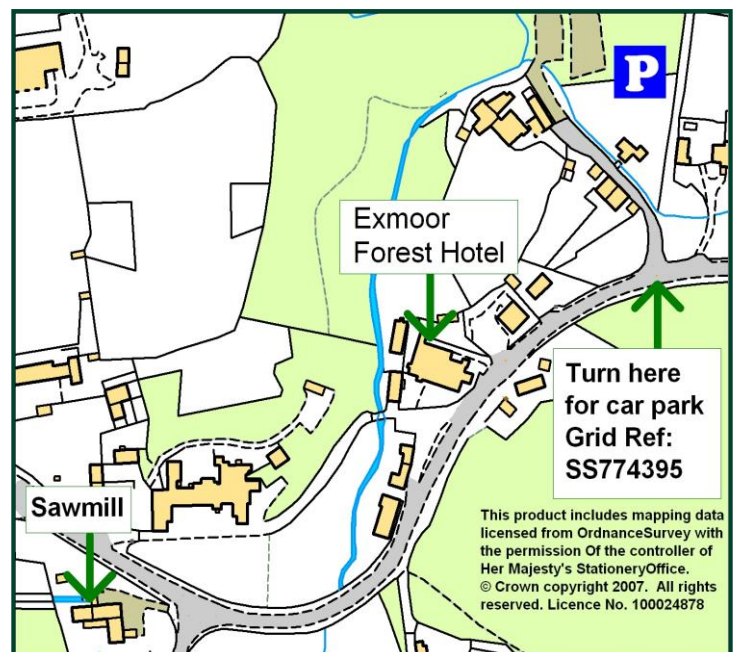 P
Exmoor
Forest Hotel
Turn here
for car park
Grid Ref:
SS774395
Sawmill
This product includes mapping data
licensed from OrdnanceSurvey with
the permission Of the controller of
Her Majesty's StationeryOffice.
© Crown copyright 2007. All rights
reserved. Licence No. 100024878